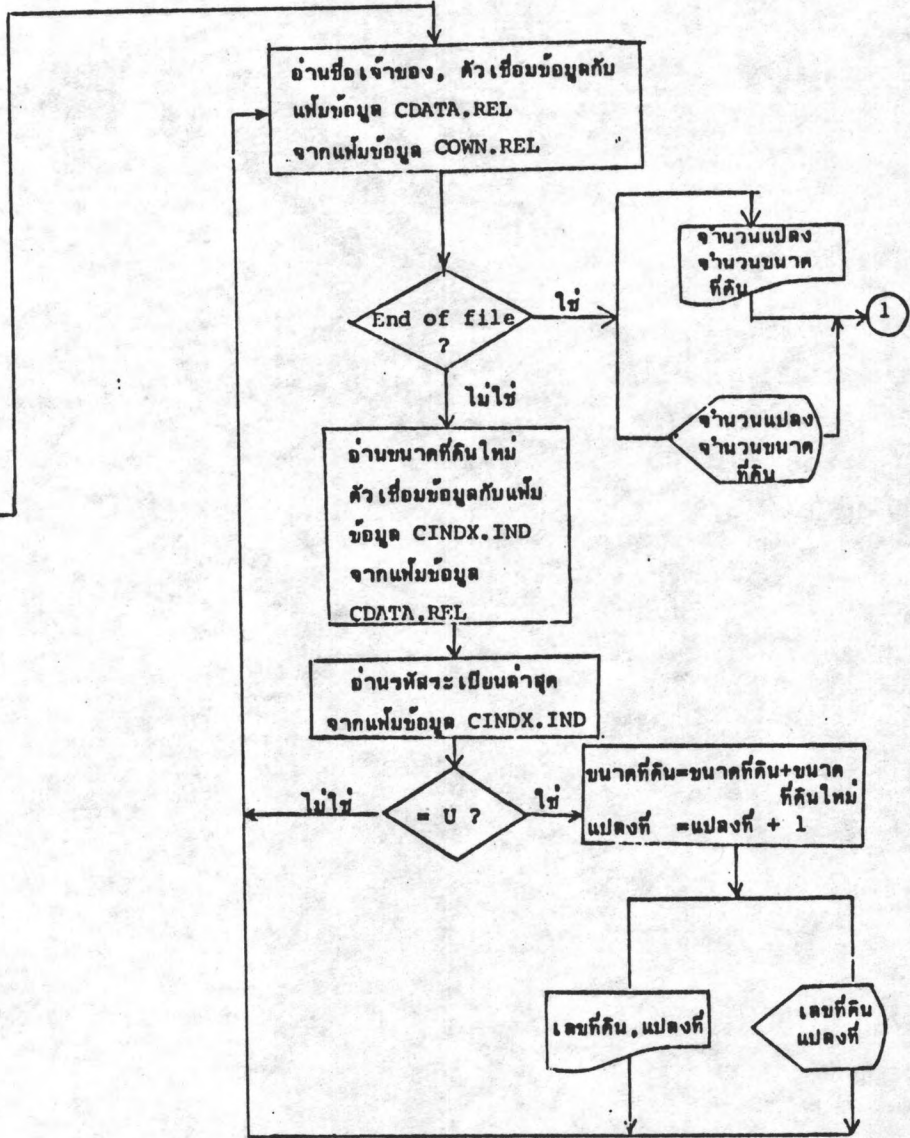 อ่านชื่อเจ้าของ, ตัวเชื่อมข้อมูลกับ
แฟ้มข้อมูล CDATA.REL
จากแฟ้มข้อมูล COWN.REL
End of file
?
ใช่
จำนวนแปลง
จำนวนขนาด
ที่ดิน
1
ไม่ใช่
จำนวนแปลง
จำนวนขนาด
ที่ดิน
อ่านขนาดที่ดินใหม่
ตัวเชื่อมข้อมูลกับแฟ้ม
ข้อมูล CINDX.IND
จากแฟ้มข้อมูล
CDATA.REL
อ่านรหัสระเบียนล่าสุด
จากแฟ้มข้อมูล CINDX.IND
ไม่ใช่
= U ?
ใช่
ขนาดที่ดิน=ขนาดที่ดิน+ขนาด
ที่ดินใหม่
แปลงที่ =แปลงที่ + 1
เลขที่ดิน,แปลงที่
เลขที่ดิน
แปลงที่